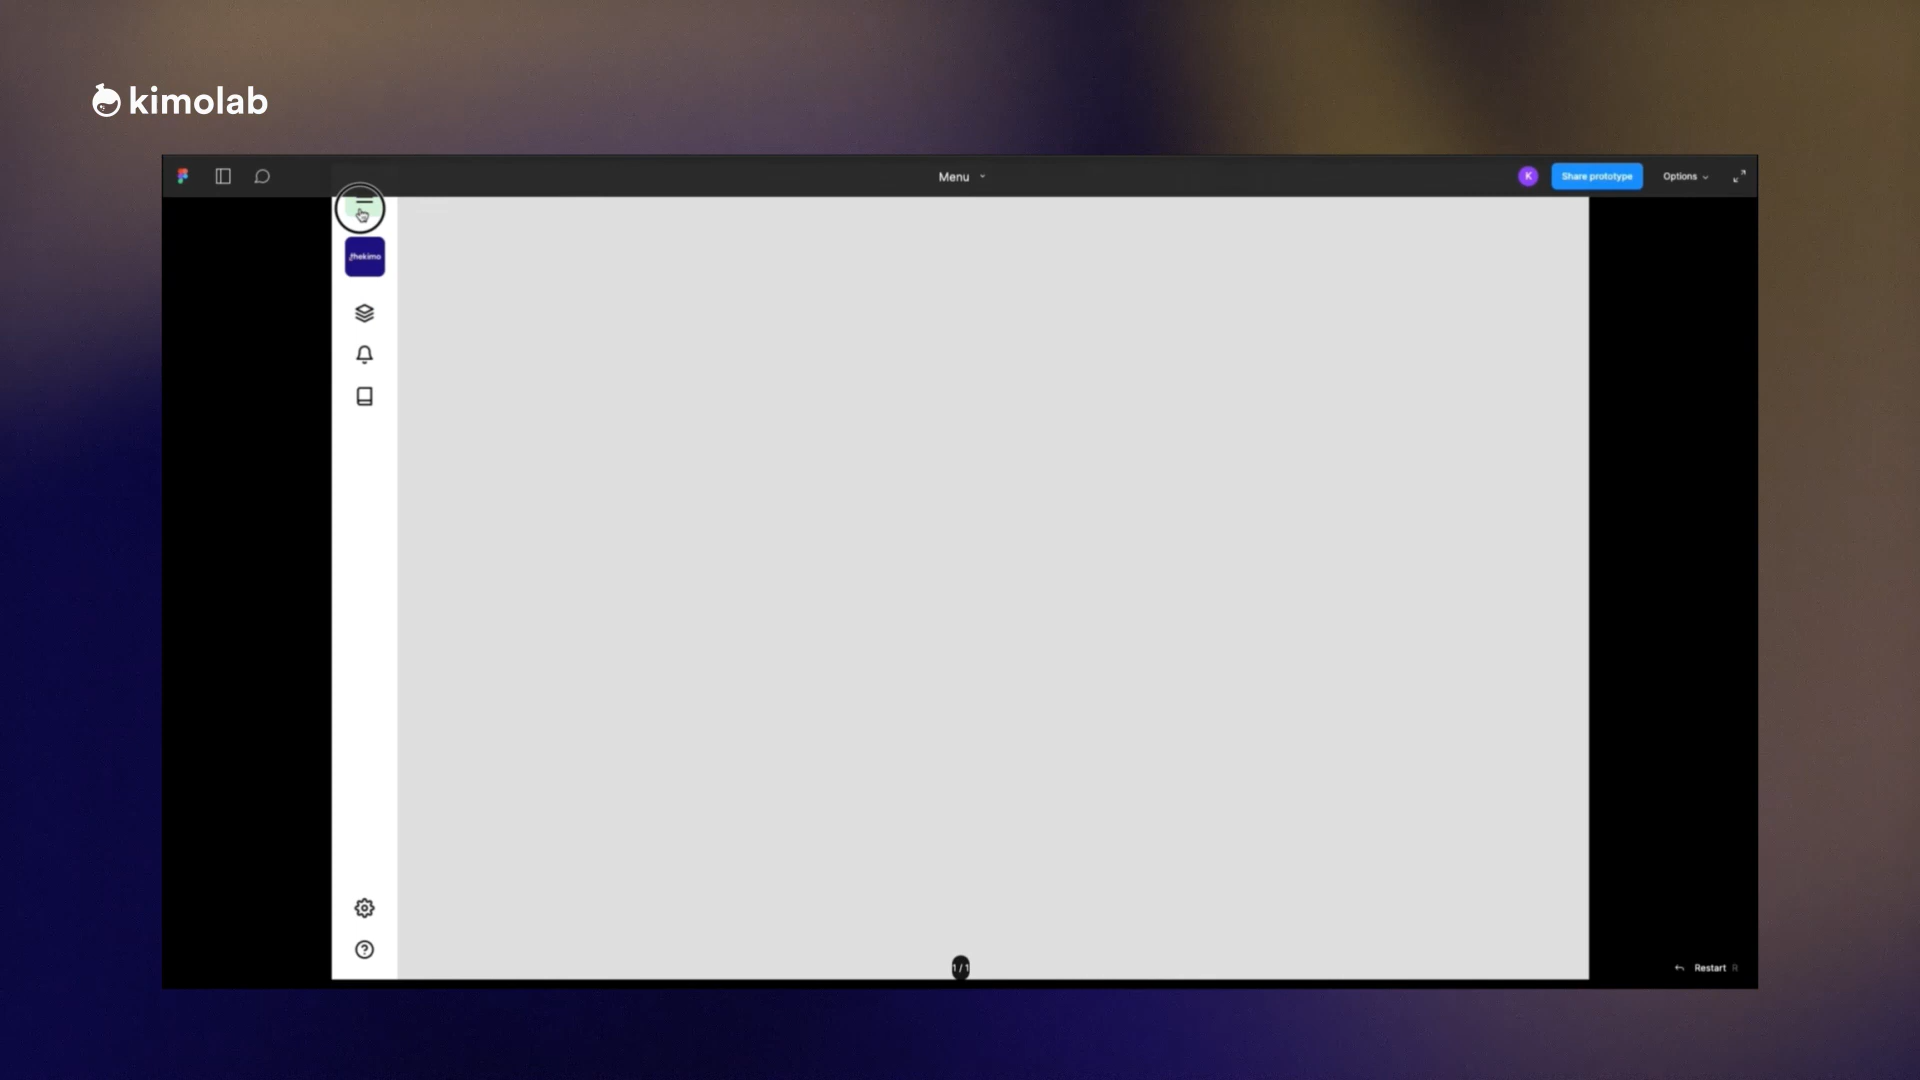 kimolab
Menu
K
Share prototype
Options
thekimo
1 / 1
Restart R